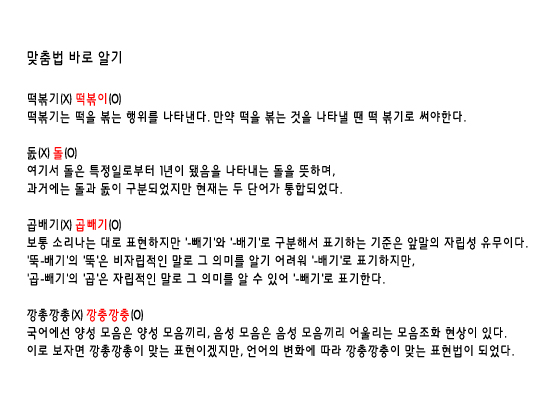 맞춤법 바로 알기
떡볶기(X) 떡볶이(O)
떡볶기는 떡을 볶는 행위를 나타낸다. 만약 떡을 볶는 것을 나타낼 땐 떡 볶기로 써야한다.
돐(X) 돌(O)
여기서 돌은 특정일로부터 1년이 됐음을 나타내는 돌을 뜻하며,
과거에는 돌과 돐이 구분되었지만 현재는 두 단어가 통합되었다.
곱배기(X) 곱빼기(O)
보통 소리나는 대로 표현하지만 '-빼기'와 '-배기'로 구분해서 표기하는 기준은 앞말의 자립성 유무이다.
'뚝-배기'의 '뚝'은 비자립적인 말로 그 의미를 알기 어려워 '-배기'로 표기하지만,
'곱-빼기'의 '곱'은 자립적인 말로 그 의미를 알 수 있어 '-빼기'로 표기한다.
깡총깡총(X) 깡충깡충(O)
국어에선 양성 모음은 양성 모음끼리, 음성 모음은 음성 모음끼리 어울리는 모음조화 현상이 있다.
이로 보자면 깡총깡총이 맞는 표현이겠지만, 언어의 변화에 따라 깡충깡충이 맞는 표현법이 되었다.